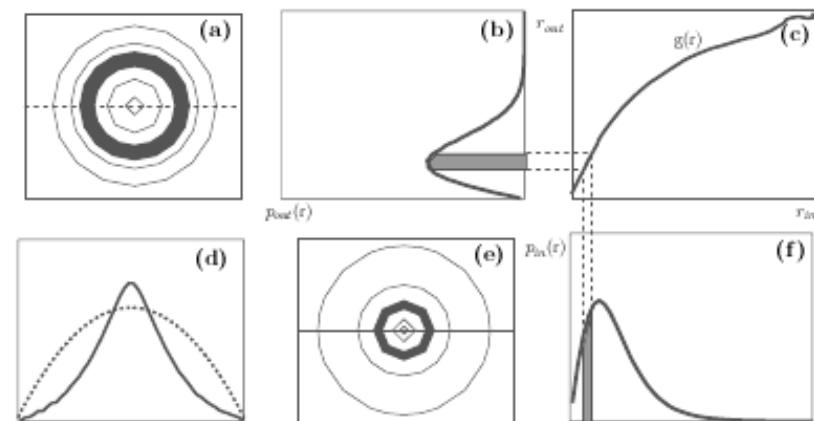 (a)
(b)
r_out
g(r)
(c)
p_out(r)
r_in
(d)
(e)
p_in(r)
(f)